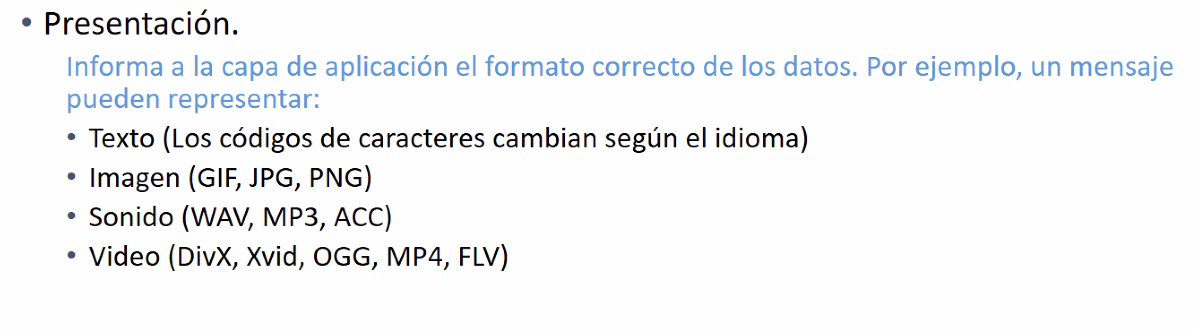 • Presentación.
Informa a la capa de aplicación el formato correcto de los datos. Por ejemplo, un mensaje
pueden representar:
• Texto (Los códigos de caracteres cambian según el idioma)
• Imagen (GIF, JPG, PNG)
• Sonido (WAV, MP3, ACC)
• Video (DivX, Xvid, OGG, MP4, FLV)